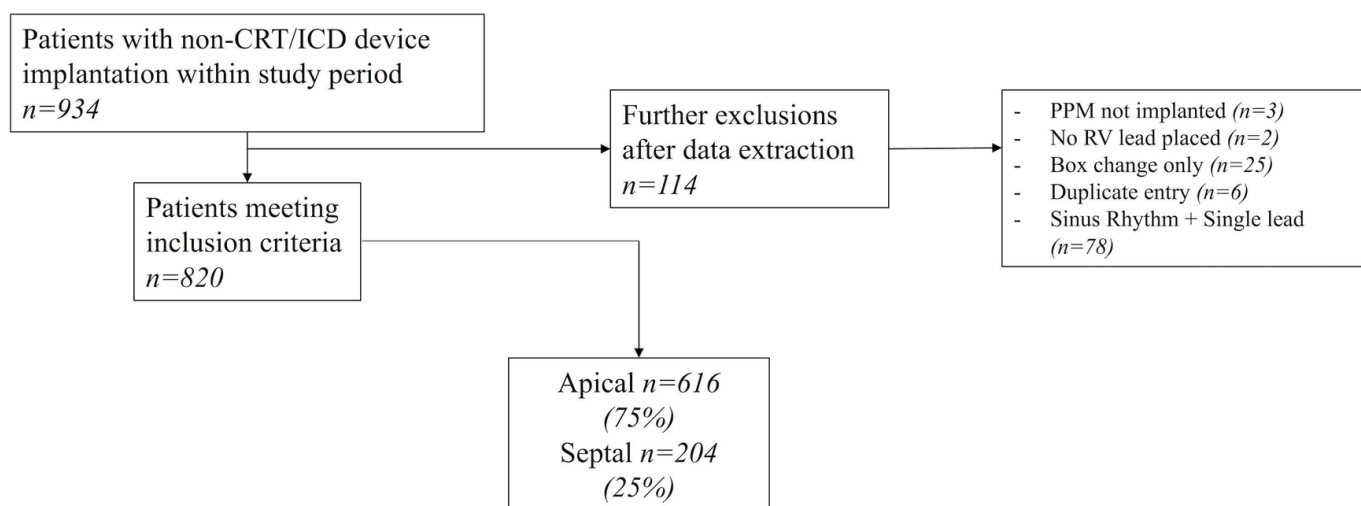 Patients with non-CRT/ICD device
implantation within study period
n=934
Further exclusions
after data extraction
n=114
- PPM not implanted (n=3)
- No RV lead placed (n=2)
- Box change only (n=25)
- Duplicate entry (n=6)
- Sinus Rhythm + Single lead
(n=78)
Patients meeting
inclusion criteria
n=820
Apical n=616
(75%)
Septal n=204
(25%)